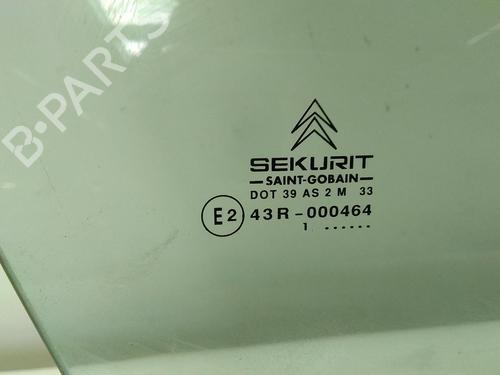 B-PARTS
SEKURIT
SAINT-GOBAIN
DOT 39 AS 2 M 33
E2 43R-000464
1 ......